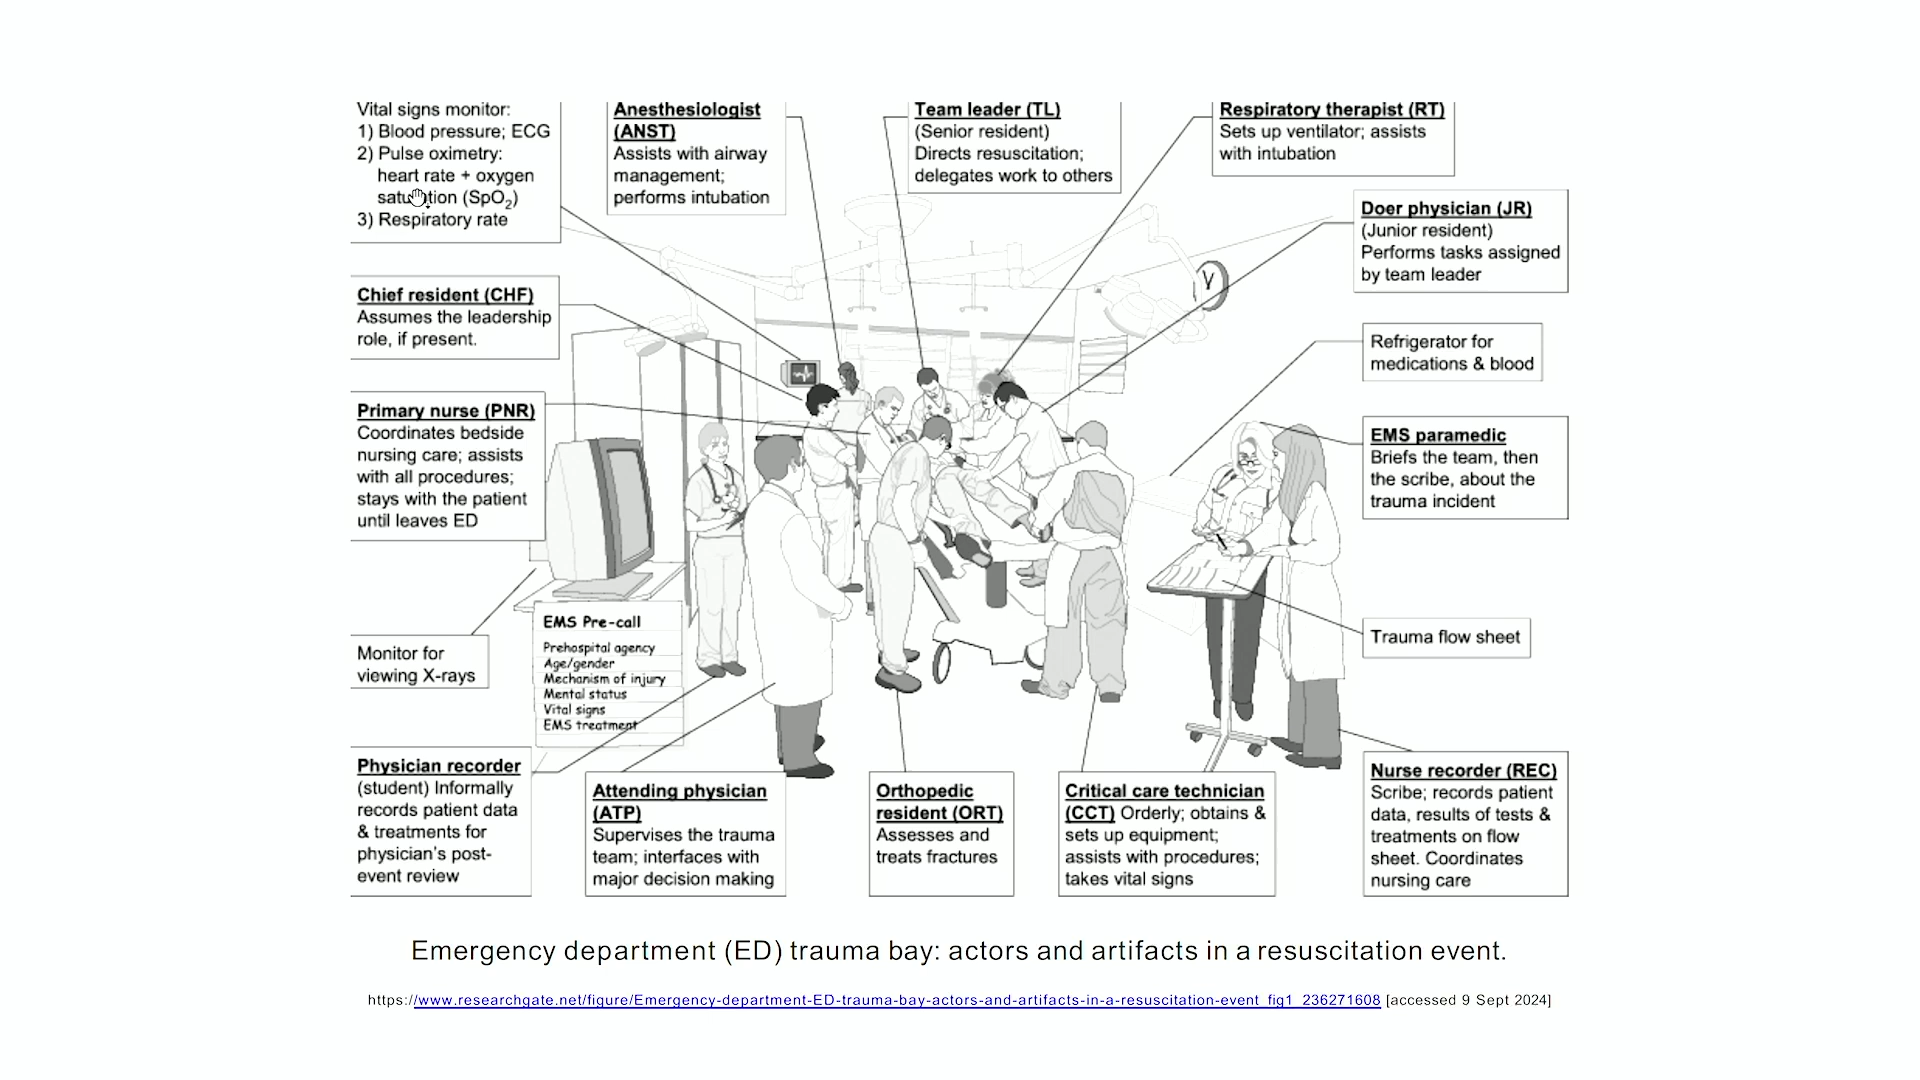 Vital signs monitor:
1) Blood pressure; ECG
2) Pulse oximetry:
heart rate + oxygen
saturation (SpO2)
3) Respiratory rate
Anesthesiologist
(ANST)
Assists with airway
management;
performs intubation
Team leader (TL)
(Senior resident)
Directs resuscitation;
delegates work to others
Respiratory therapist (RT)
Sets up ventilator; assists
with intubation
Doer physician (JR)
(Junior resident)
Performs tasks assigned
by team leader
Chief resident (CHF)
Assumes the leadership
role, if present.
Refrigerator for
medications & blood
Primary nurse (PNR)
Coordinates bedside
nursing care; assists
with all procedures;
stays with the patient
until leaves ED
EMS paramedic
Briefs the team, then
the scribe, about the
trauma incident
Monitor for
viewing X-rays
EMS Pre-call
Prehospital agency
Age/gender
Mechanism of injury
Mental status
Vital signs
EMS treatment
Trauma flow sheet
Physician recorder
(student) Informally
records patient data
& treatments for
physician's post-
event review
Attending physician
(ATP)
Supervises the trauma
team; interfaces with
major decision making
Orthopedic
resident (ORT)
Assesses and
treats fractures
Critical care technician
(CCT) Orderly; obtains &
sets up equipment;
assists with procedures;
takes vital signs
Nurse recorder (REC)
Scribe; records patient
data, results of tests &
treatments on flow
sheet. Coordinates
nursing care
Emergency department (ED) trauma bay: actors and artifacts in a resuscitation event.
https://www.researchgate.net/figure/Emergency-department-ED-trauma-bay-actors-and-artifacts-in-a-resuscitation-event_fig1_236271608 [accessed 9 Sept 2024]